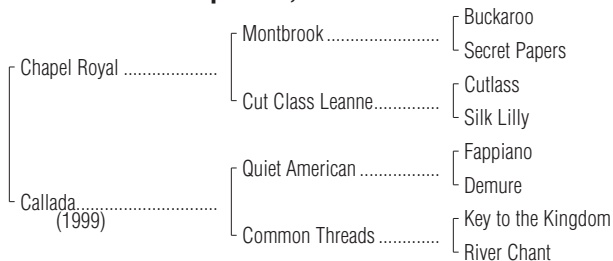 Buckaroo
Montbrook
Secret Papers
Chapel Royal
Cutlass
Cut Class Leanne
Silk Lilly
Fappiano
Quiet American
Demure
Callada
(1999)
Key to the Kingdom
Common Threads
River Chant